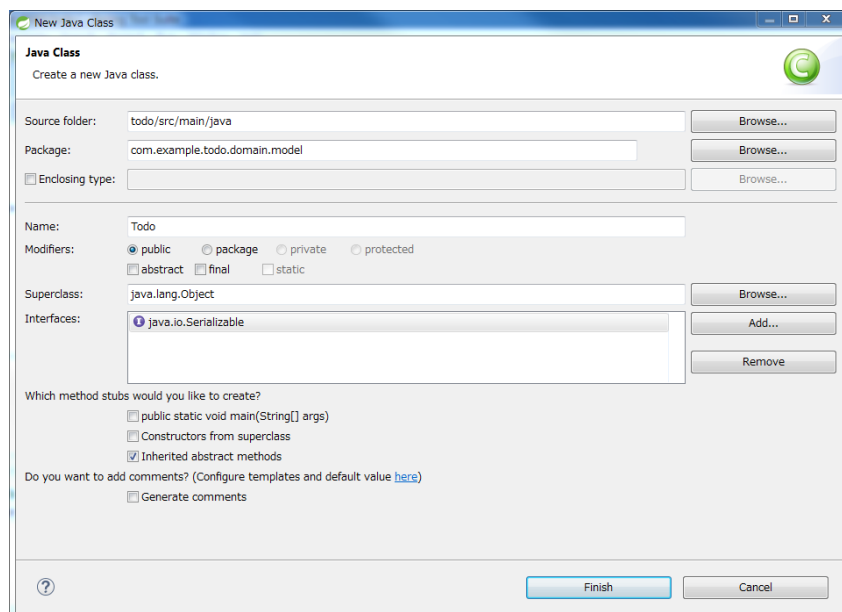 New Java Class
Java Class
Create a new Java class.
C
Source folder: todo/src/main/java Browse...
Package: com.example.todo.domain.model Browse...
Enclosing type: Browse...
Name: Todo
Modifiers: public package private protected
abstract final static
Superclass: java.lang.Object Browse...
Interfaces: I java.io.Serializable Add...
Remove
Which method stubs would you like to create?
public static void main(String[] args)
Constructors from superclass
Inherited abstract methods
Do you want to add comments? (Configure templates and default value here)
Generate comments
? Finish Cancel